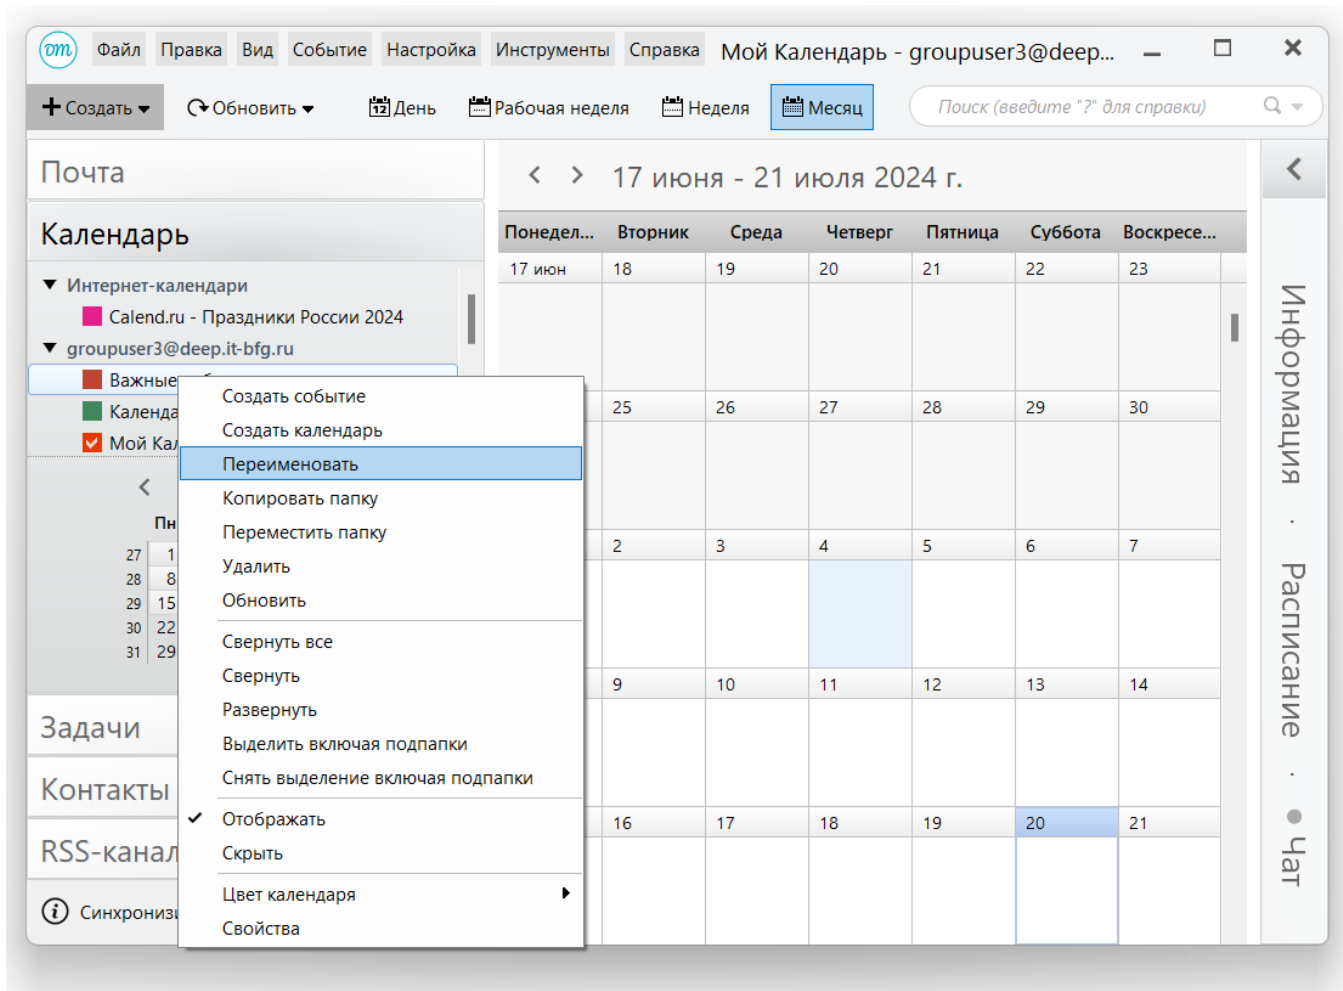 DM Файл Правка Вид Событие Настройка Инструменты Справка Мой Календарь - groupuser3@deep...
Создать Обновить День Рабочая неделя Неделя Месяц Поиск (введите "?" для справки)
Почта
Календарь
Интернет-календари
Calend.ru - Праздники России 2024
groupuser3@deep.it-bfg.ru
Важные
Календа
Мой Кал
Пн
27 1
28 8
29 15
30 22
31 29
Задачи
Контакты
RSS-канал
Синхрониз
Создать событие
Создать календарь
Переименовать
Копировать папку
Переместить папку
Удалить
Обновить
Свернуть все
Свернуть
Развернуть
Выделить включая подпапки
Снять выделение включая подпапки
Отображать
Скрыть
Цвет календаря
Свойства
17 июня - 21 июля 2024 г.
Понедел... Вторник Среда Четверг Пятница Суббота Воскресе...
17 июн 18 19 20 21 22 23
25 26 27 28 29 30
2 3 4 5 6 7
9 10 11 12 13 14
16 17 18 19 20 21
Информация · Расписание · Чат